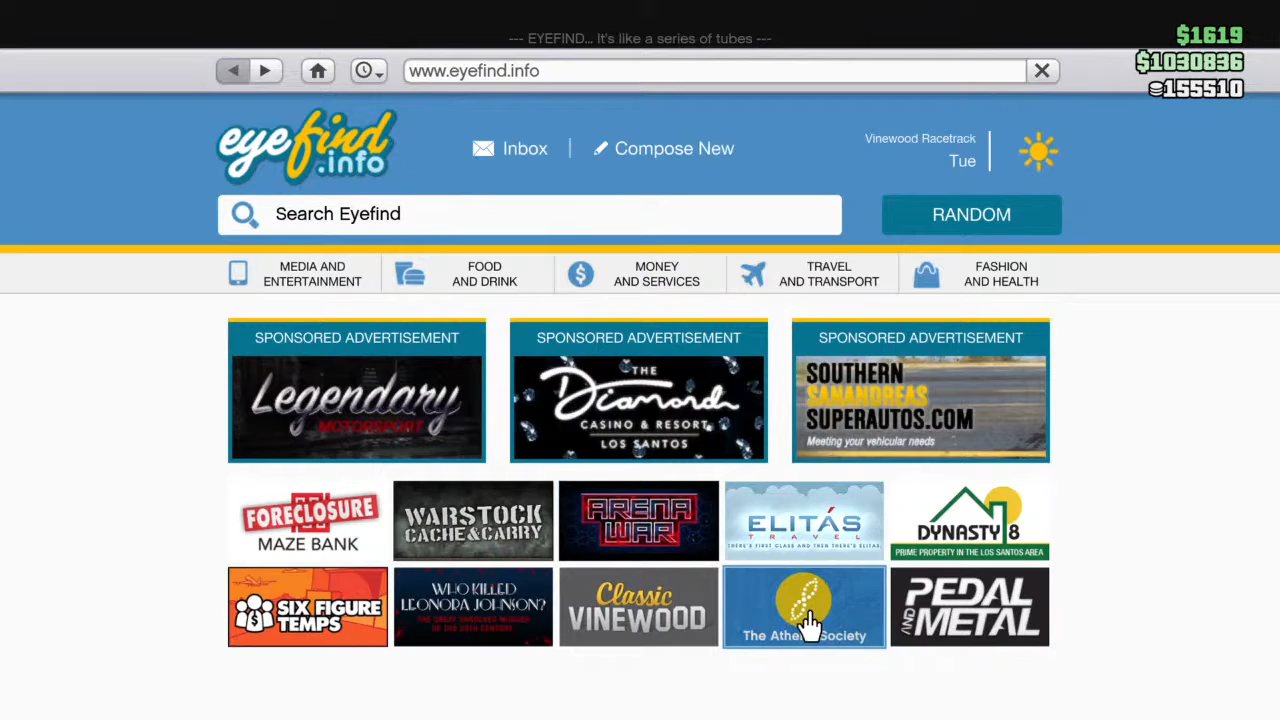 --- EYEFIND... It's like a series of tubes ---
$1619
www.eyefind.info
$1030836
155510
eyefind
.info
Inbox
Compose New
Vinewood Racetrack
Tue
Search Eyefind
RANDOM
MEDIA AND
ENTERTAINMENT
FOOD
AND DRINK
MONEY
AND SERVICES
TRAVEL
AND TRANSPORT
FASHION
AND HEALTH
SPONSORED ADVERTISEMENT
Legendary
MOTORSPORT
SPONSORED ADVERTISEMENT
THE
Diamond
CASINO & RESORT
LOS SANTOS
SPONSORED ADVERTISEMENT
SOUTHERN
SANANDREAS
SUPERAUTOS.COM
Meeting your vehicular needs
FORECLOSURE
MAZE BANK
WARSTOCK
CACHE&CARRY
ARENA
WAR
ELITÁS
TRAVEL
THERE'S FIRST CLASS AND THEN THERE'S ELITAS
DYNASTY 8
PRIME PROPERTY IN THE LOS SANTOS AREA
SIX FIGURE
TEMPS
WHO KILLED
LEONORA JOHNSON?
THE GREAT UNSOLVED MURDER
OF THE 20TH CENTURY
Classic
VINEWOOD
The Society
PEDAL
AND METAL